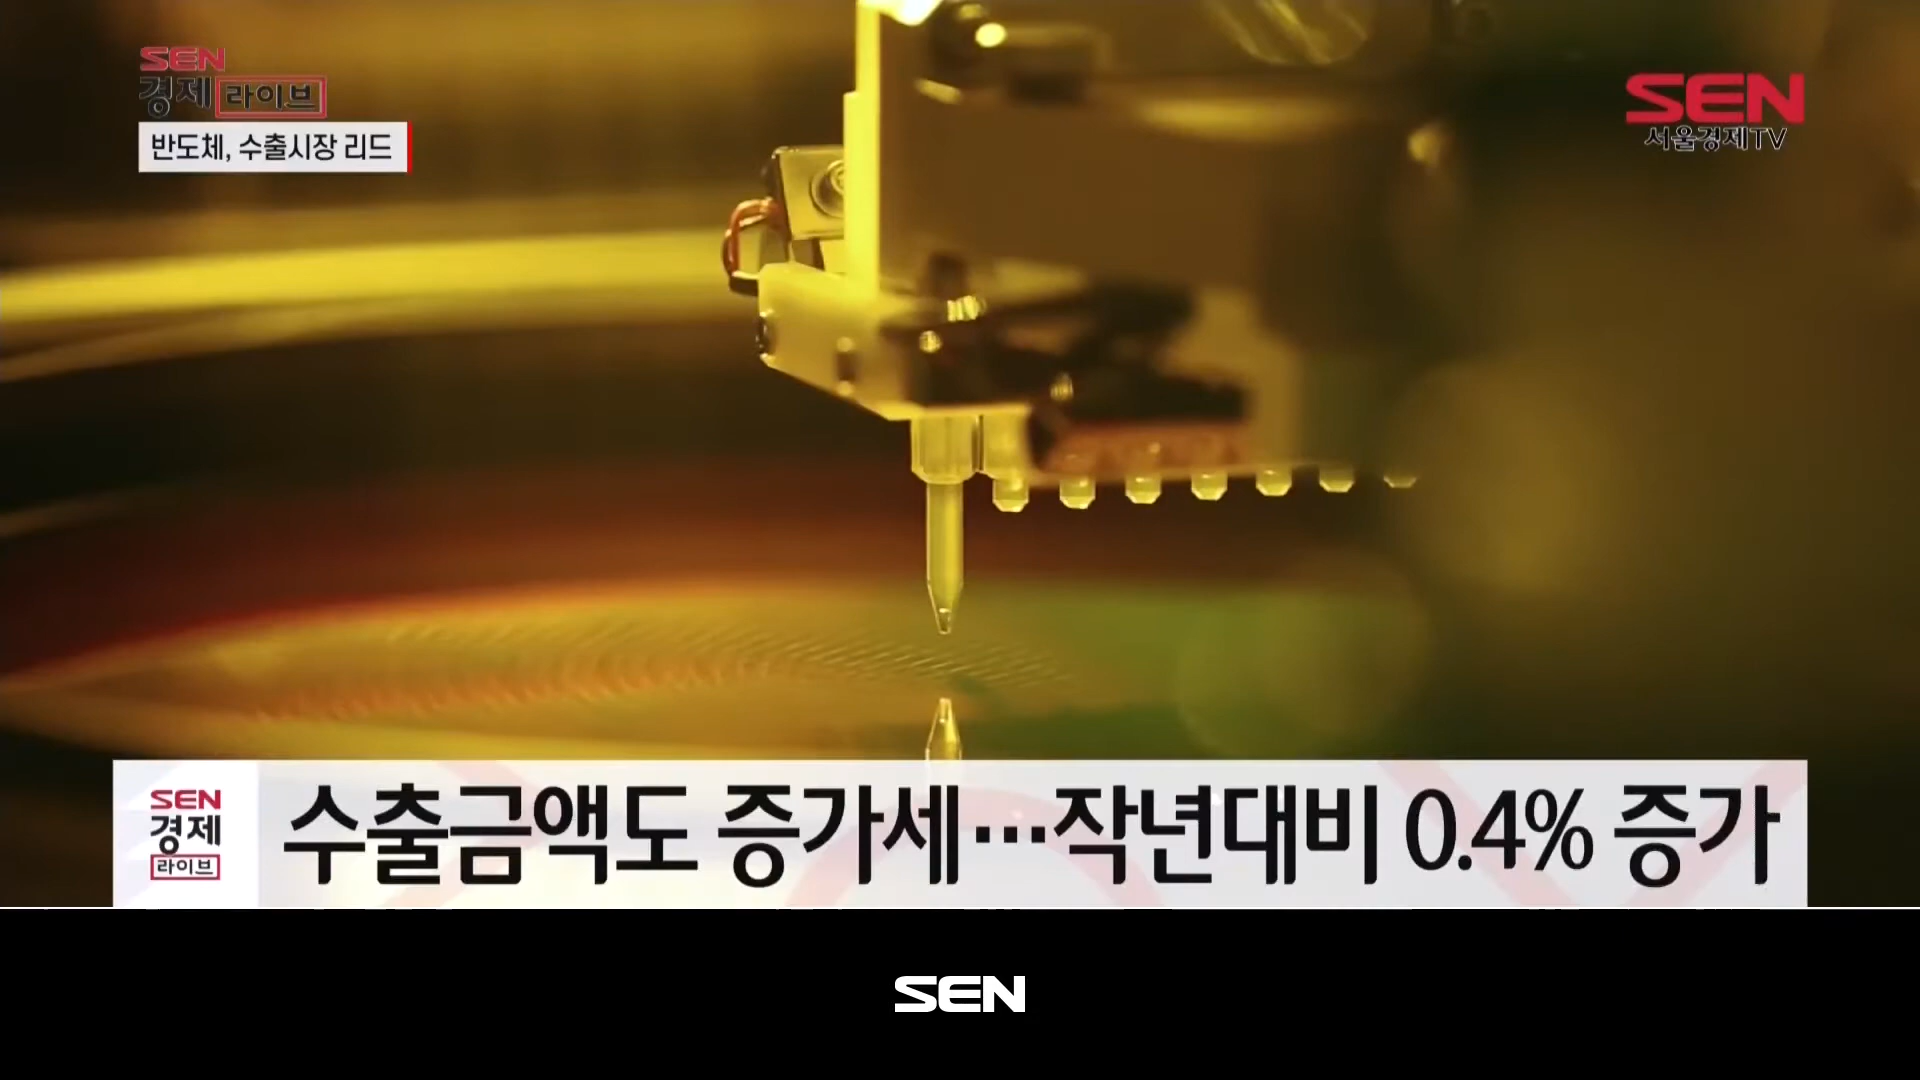 SEN
경제 라이브
반도체, 수출시장 리드
SEN
서울경제TV
SEN
경제
라이브
수출금액도 증가세…작년대비 0.4% 증가
SEN